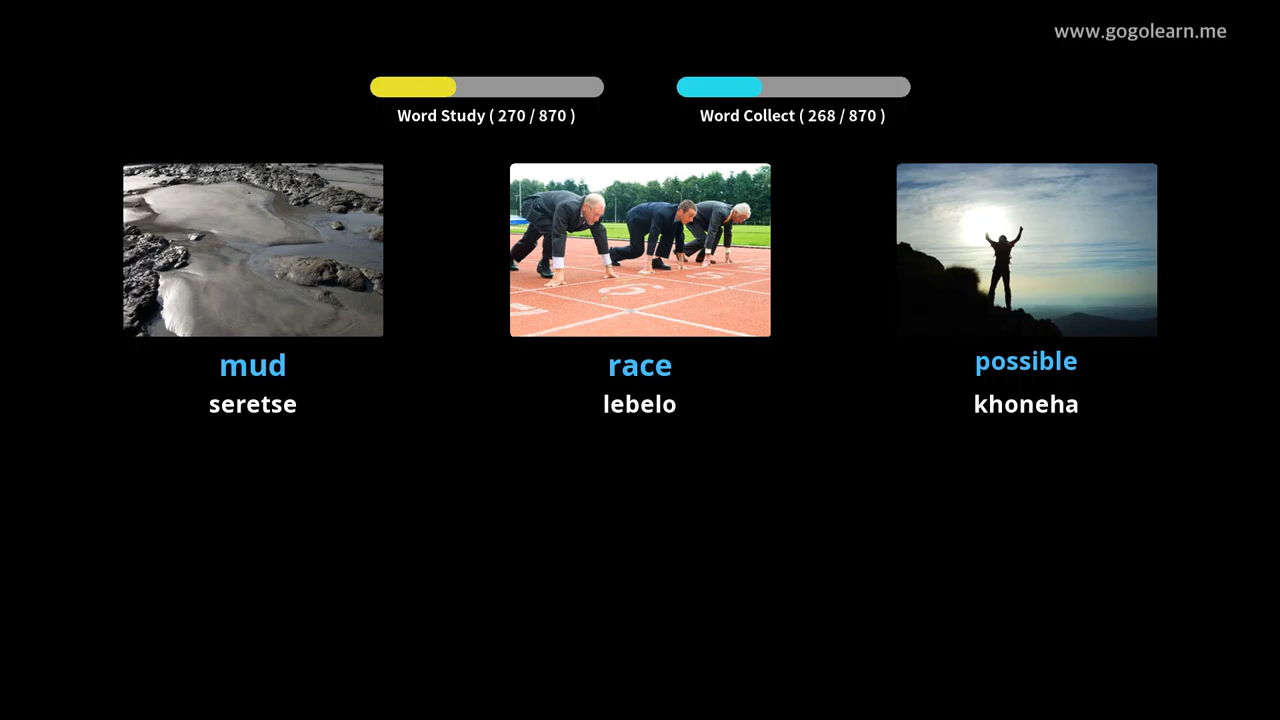 www.gogolearn.me
Word Study ( 270 / 870 )
Word Collect ( 268 / 870 )
mud
race
possible
seretse
lebelo
khoneha